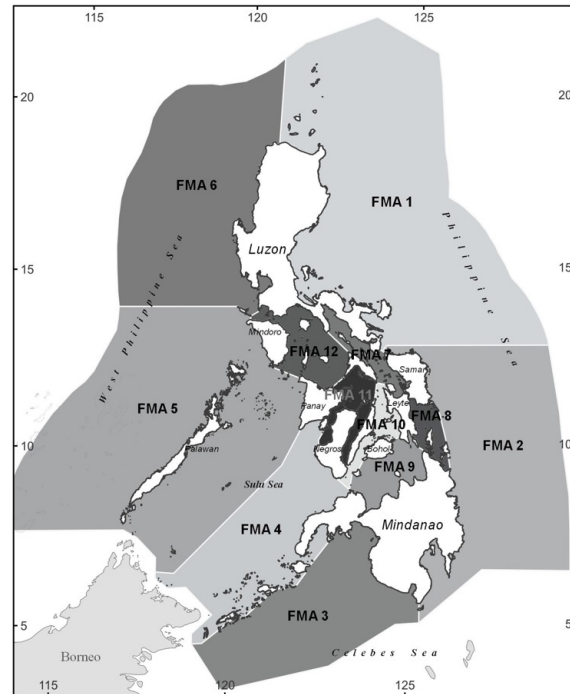 115
120
125
20
20
FMA 6
FMA 1
Luzon
West Philippine Sea
Philippine Sea
15
15
Mindoro
FMA 12
FMA 7
Samar
FMA 11
Panay
Leyte
FMA 8
FMA 5
FMA 10
FMA 2
10
10
Palawan
Negros
Bohol
FMA 9
Sulu Sea
Mindanao
FMA 4
FMA 3
5
5
Borneo
Celebes Sea
115
120
125